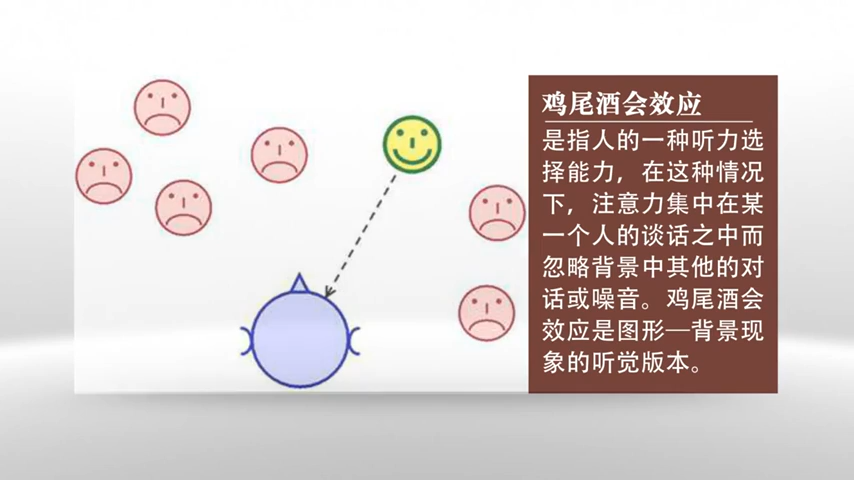 鸡尾酒会效应
是指人的一种听力选
择能力，在这种情况
下，注意力集中在某
一个人的谈话之中而
忽略背景中其他的对
话或噪音。鸡尾酒会
效应是图形—背景现
象的听觉版本。